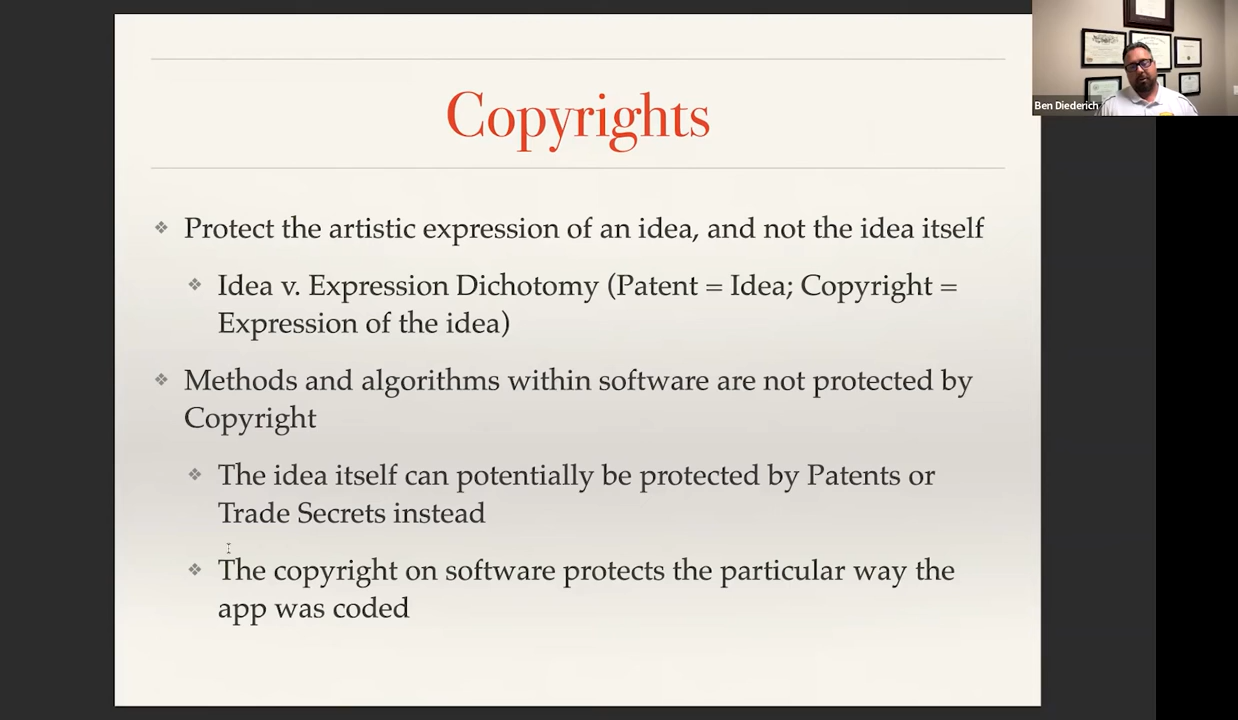 Copyrights
Ben Diederich
Protect the artistic expression of an idea, and not the idea itself
Idea v. Expression Dichotomy (Patent = Idea; Copyright =
Expression of the idea)
Methods and algorithms within software are not protected by
Copyright
The idea itself can potentially be protected by Patents or
Trade Secrets instead
The copyright on software protects the particular way the
app was coded